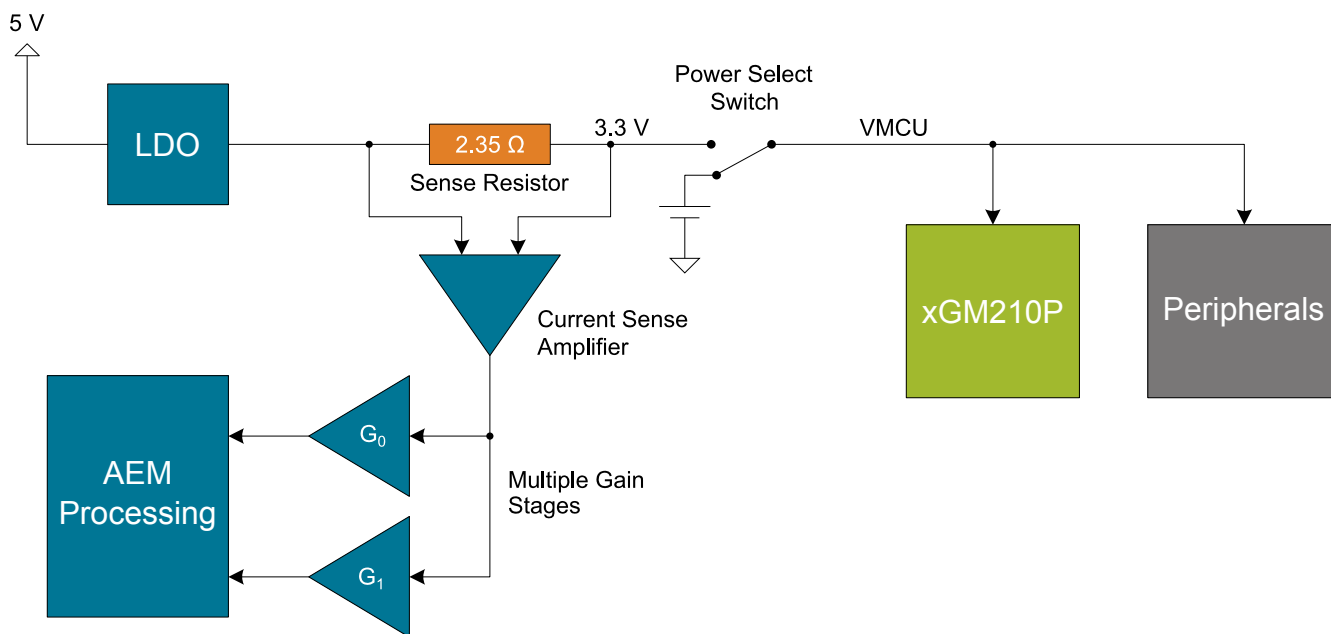 5 V
LDO
2.35 Ω
Sense Resistor
3.3 V
Power Select
Switch
VMCU
xGM210P
Peripherals
Current Sense
Amplifier
AEM
Processing
G₀
G₁
Multiple Gain
Stages